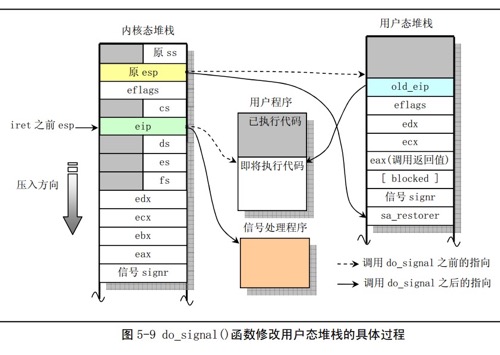 内核态堆栈
原 ss
原 esp
eflags
cs
iret 之前 esp
eip
ds
es
fs
压入方向
edx
ecx
ebx
eax
信号 signr
用户程序
已执行代码
即将执行代码
信号处理程序
用户态堆栈
old_eip
eflags
edx
ecx
eax(调用返回值)
[ blocked ]
信号 signr
sa_restorer
调用 do_signal 之前的指向
调用 do_signal 之后的指向
图 5-9 do_signal()函数修改用户态堆栈的具体过程